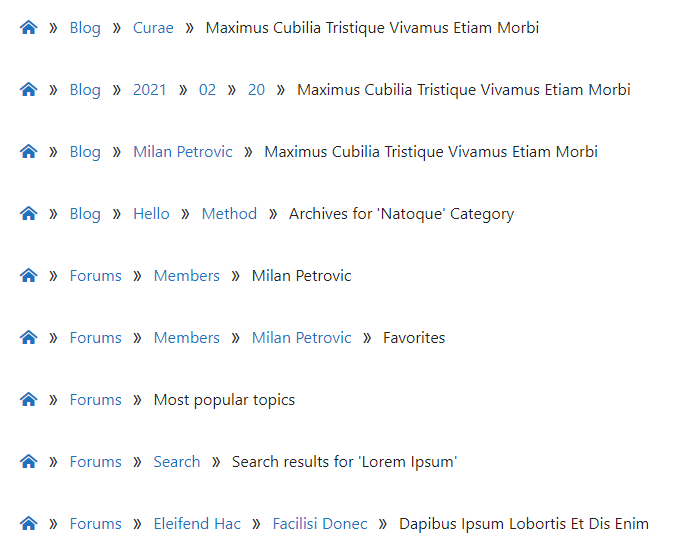 » Blog » Curae » Maximus Cubilia Tristique Vivamus Etiam Morbi
» Blog » 2021 » 02 » 20 » Maximus Cubilia Tristique Vivamus Etiam Morbi
» Blog » Milan Petrovic » Maximus Cubilia Tristique Vivamus Etiam Morbi
» Blog » Hello » Method » Archives for 'Natoque' Category
» Forums » Members » Milan Petrovic
» Forums » Members » Milan Petrovic » Favorites
» Forums » Most popular topics
» Forums » Search » Search results for 'Lorem Ipsum'
» Forums » Eleifend Hac » Facilisi Donec » Dapibus Ipsum Lobortis Et Dis Enim